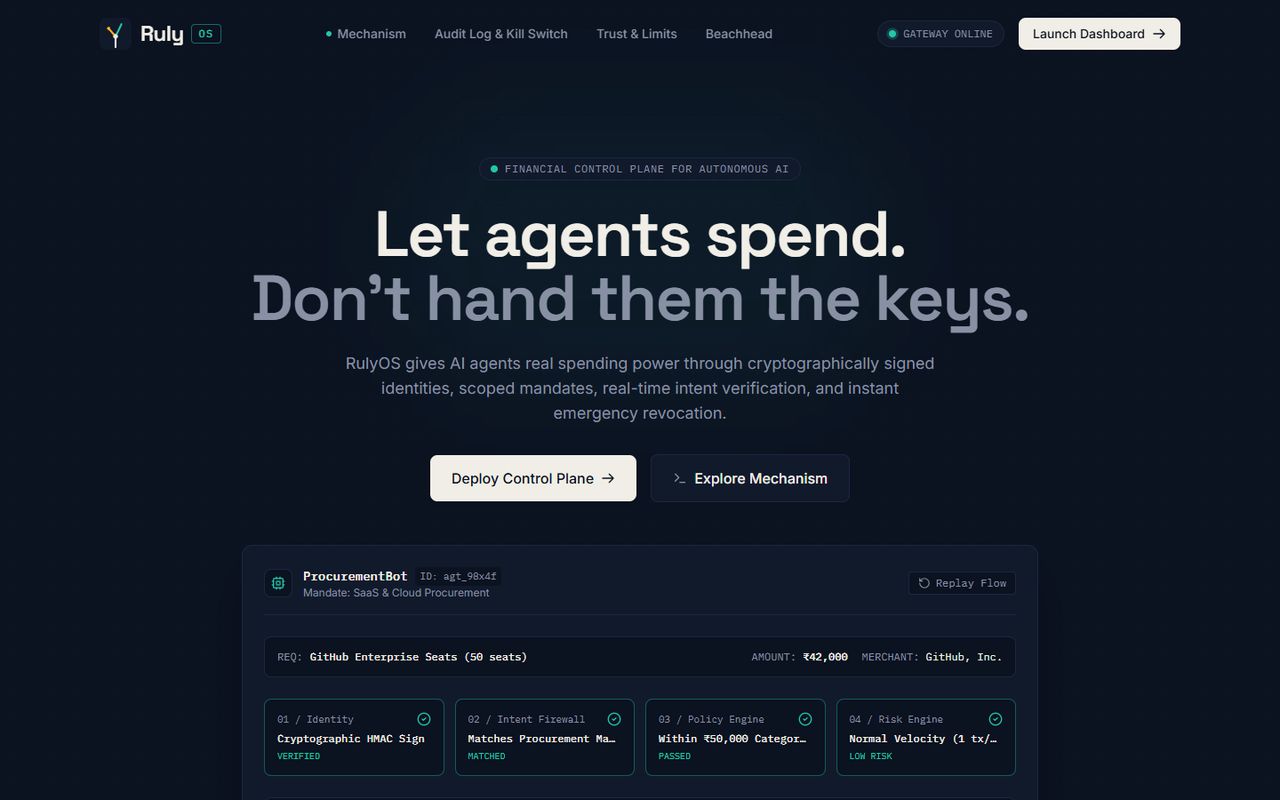 Ruly OS
Mechanism
Audit Log & Kill Switch
Trust & Limits
Beachhead
GATEWAY ONLINE
Launch Dashboard →
FINANCIAL CONTROL PLANE FOR AUTONOMOUS AI
Let agents spend.
Don’t hand them the keys.
RulyOS gives AI agents real spending power through cryptographically signed
identities, scoped mandates, real-time intent verification, and instant
emergency revocation.
Deploy Control Plane →
Explore Mechanism
ProcurementBot ID: agt_98x4f
Mandate: SaaS & Cloud Procurement
Replay Flow
REQ: GitHub Enterprise Seats (50 seats)
AMOUNT: ₹42,000 MERCHANT: GitHub, Inc.
01 / Identity
Cryptographic HMAC Sign
VERIFIED
02 / Intent Firewall
Matches Procurement Ma…
MATCHED
03 / Policy Engine
Within ₹50,000 Categor…
PASSED
04 / Risk Engine
Normal Velocity (1 tx/…
LOW RISK